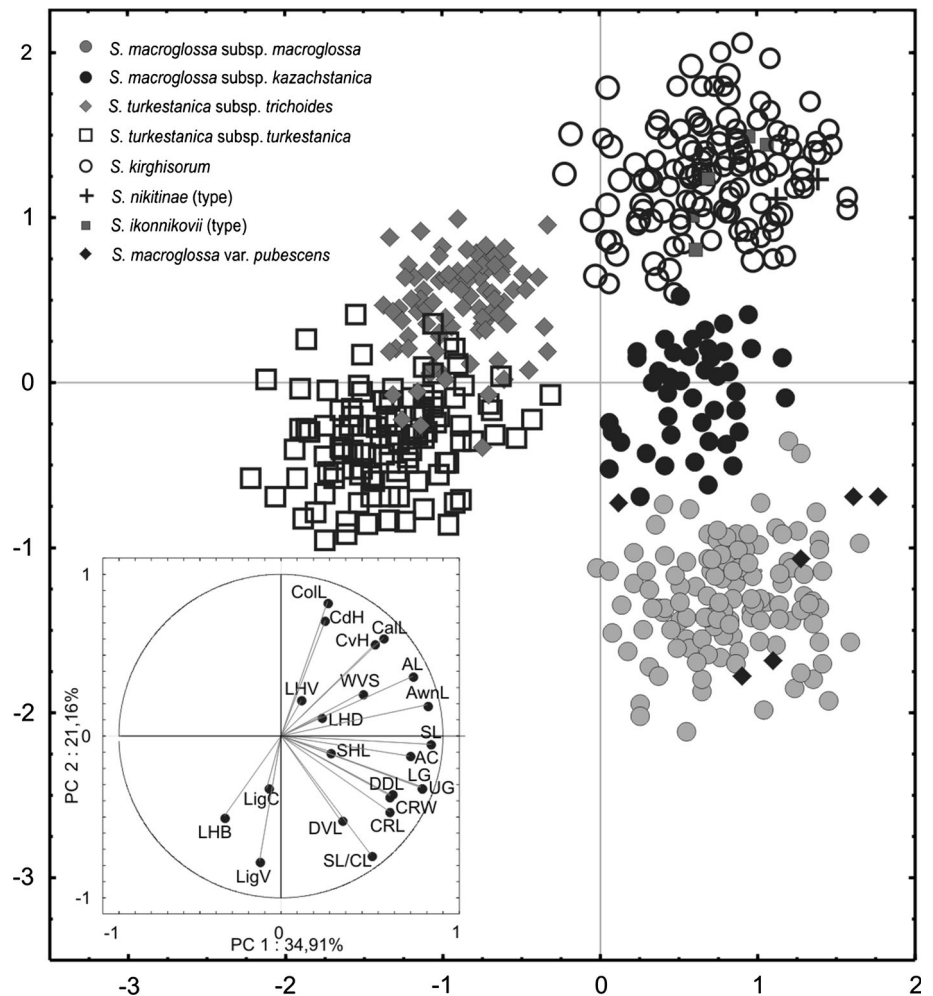 S. macroglossa subsp. macroglossa
S. macroglossa subsp. kazachstanica
S. turkestanica subsp. trichoides
S. turkestanica subsp. turkestanica
S. kirghisorum
S. nikitinae (type)
S. ikonnikovii (type)
S. macroglossa var. pubescens
2
1
0
-1
-2
-3
-3 -2 -1 0 1 2
1
0
-1
PC 2 : 21,16%
ColL
CdH
CvH
CalL
AL
WVS
AwnL
LHV
LHD
SL
SHL
AC
LG
UG
DDL
CRW
CRL
LigC
LHB
DVL
LigV
SL/CL
-1 0 1
PC 1 : 34,91%